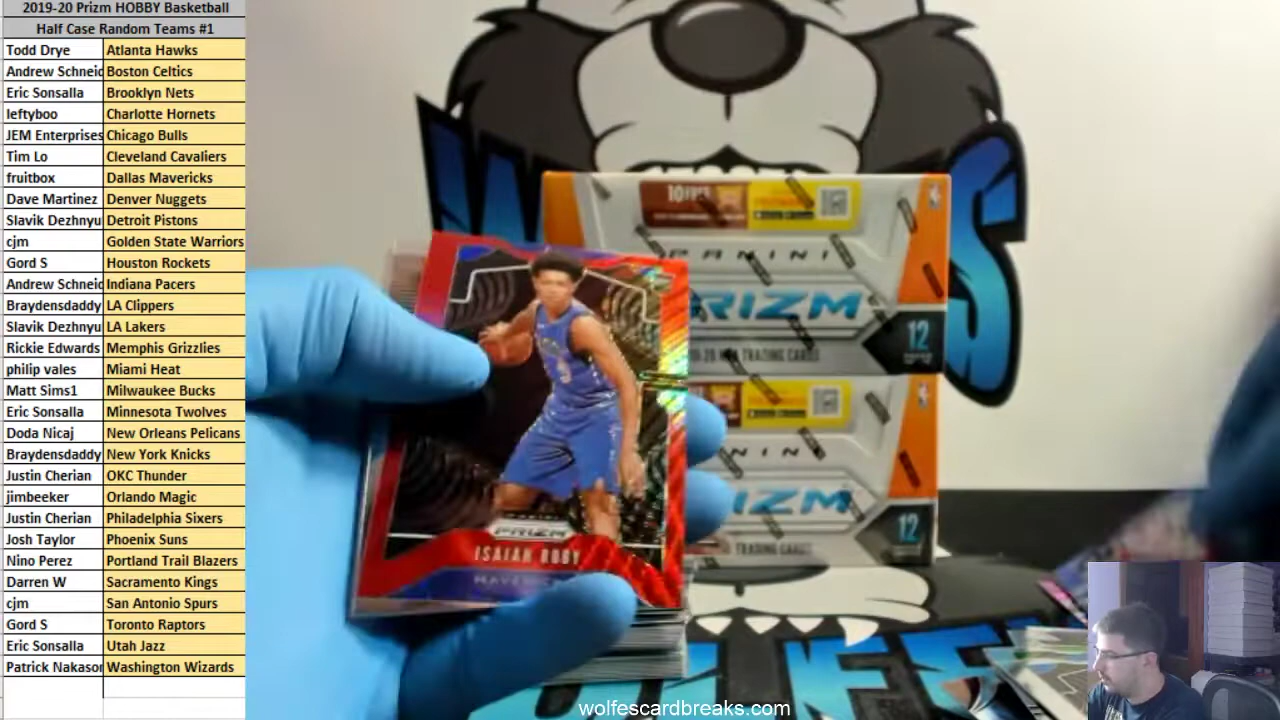 2019-20 Prizm HOBBY Basketball
Half Case Random Teams #1
Todd Drye Atlanta Hawks
Andrew Schneid Boston Celtics
Eric Sonsalla Brooklyn Nets
leftyboo Charlotte Hornets
JEM Enterprises Chicago Bulls
Tim Lo Cleveland Cavaliers
fruitbox Dallas Mavericks
Dave Martinez Denver Nuggets
Slavik Dezhnyu Detroit Pistons
cjm Golden State Warriors
Gord S Houston Rockets
Andrew Schneid Indiana Pacers
Braydensdaddy LA Clippers
Slavik Dezhnyu LA Lakers
Rickie Edwards Memphis Grizzlies
philip vales Miami Heat
Matt Sims1 Milwaukee Bucks
Eric Sonsalla Minnesota Twolves
Doda Nicaj New Orleans Pelicans
Braydensdaddy New York Knicks
Justin Cherian OKC Thunder
jimbeeker Orlando Magic
Justin Cherian Philadelphia Sixers
Josh Taylor Phoenix Suns
Nino Perez Portland Trail Blazers
Darren W Sacramento Kings
cjm San Antonio Spurs
Gord S Toronto Raptors
Eric Sonsalla Utah Jazz
Patrick Nakason Washington Wizards
PANINI
PRIZM
12
TRADING CARDS
12
TRADING CARDS
PRIZM
ISAIAH ROBY
wolfescardbreaks.com